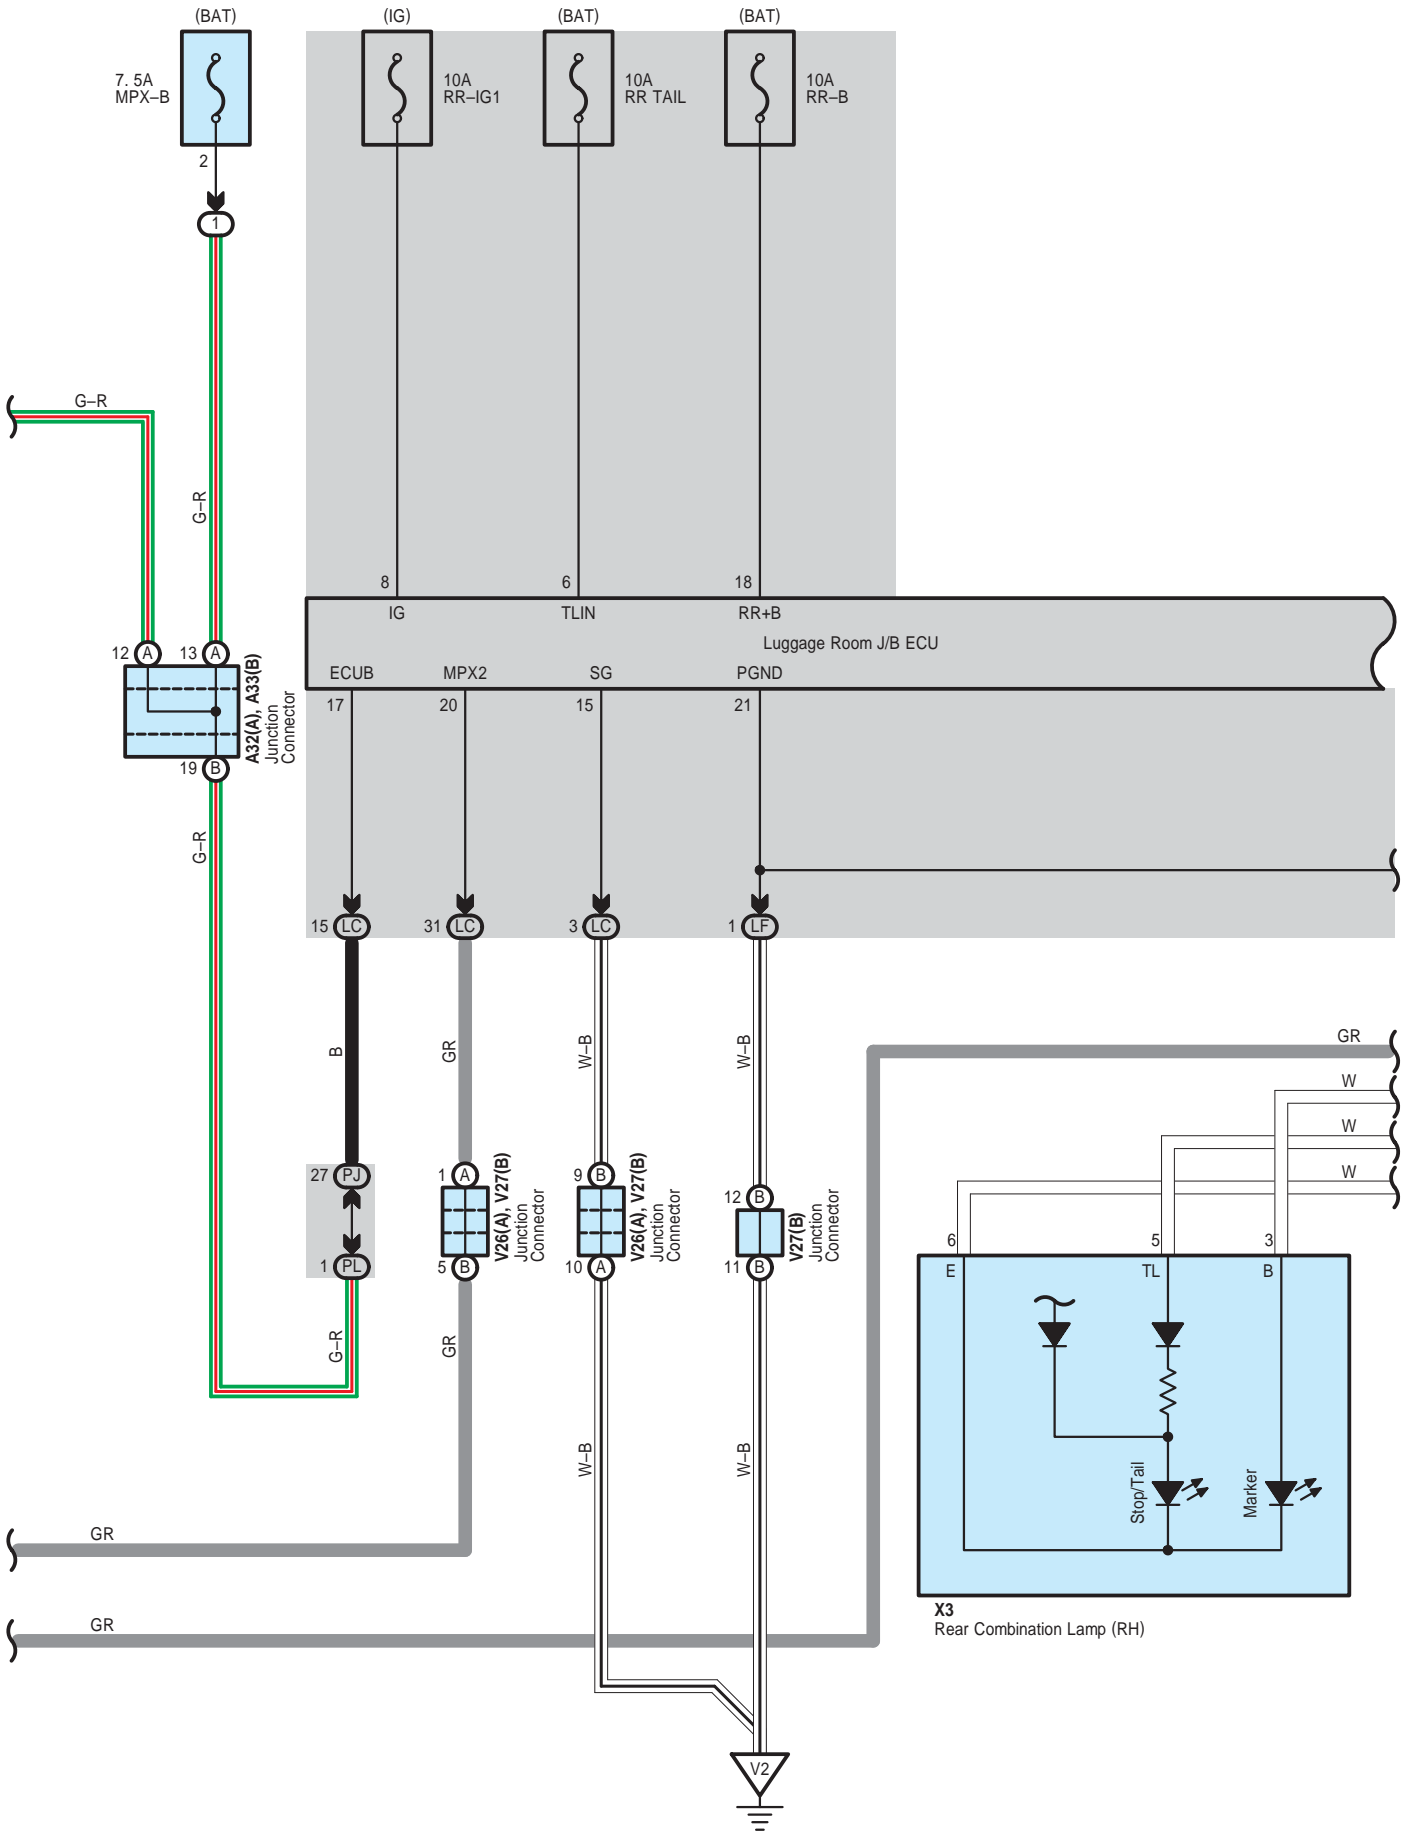 (BAT)
(IG)
(BAT)
(BAT)
7. 5A
MPX–B
10A
RR–IG1
10A
RR TAIL
10A
RR–B
2
1
G–R
G–R
8
6
18
IG
TLIN
RR+B
Luggage Room J/B ECU
12
A
13
A
ECUB
MPX2
SG
PGND
17
20
15
21
A32(A), A33(B)
Junction
Connector
19
B
G–R
15
LC
31
LC
3
LC
1
LF
B
GR
W–B
W–B
GR
W
W
W
27
PJ
1
A
9
B
12
B
V26(A), V27(B)
Junction
Connector
V26(A), V27(B)
Junction
Connector
V27(B)
Junction
Connector
1
PL
5
B
10
A
11
B
6
5
3
E
TL
B
G–R
GR
W–B
W–B
Stop/Tail
Marker
GR
X3
Rear Combination Lamp (RH)
GR
V2